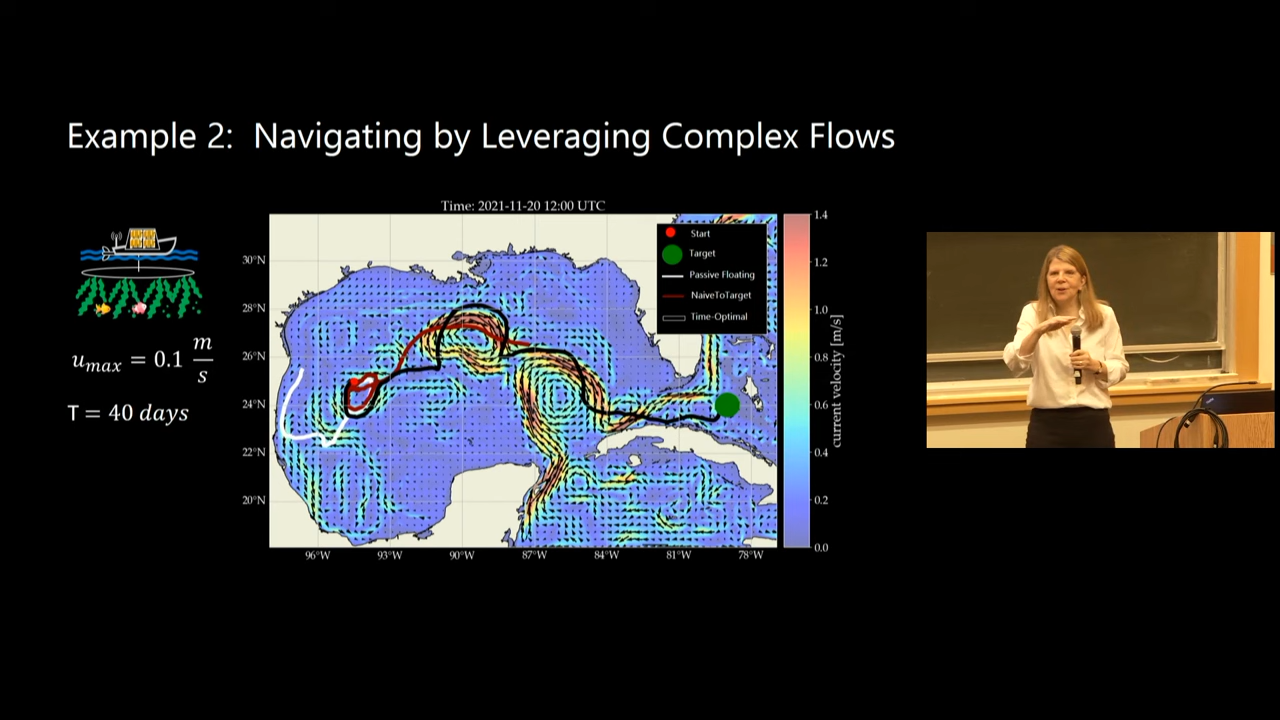 Example 2: Navigating by Leveraging Complex Flows
Time: 2021-11-20 12:00 UTC
u_max = 0.1 m/s
T = 40 days
Start
Target
Passive Floating
NaiveToTarget
Time-Optimal
30°N
28°N
26°N
24°N
22°N
20°N
96°W
93°W
90°W
87°W
84°W
81°W
78°W
1.4
1.2
1.0
0.8
0.6
0.4
0.2
0.0
current velocity [m/s]